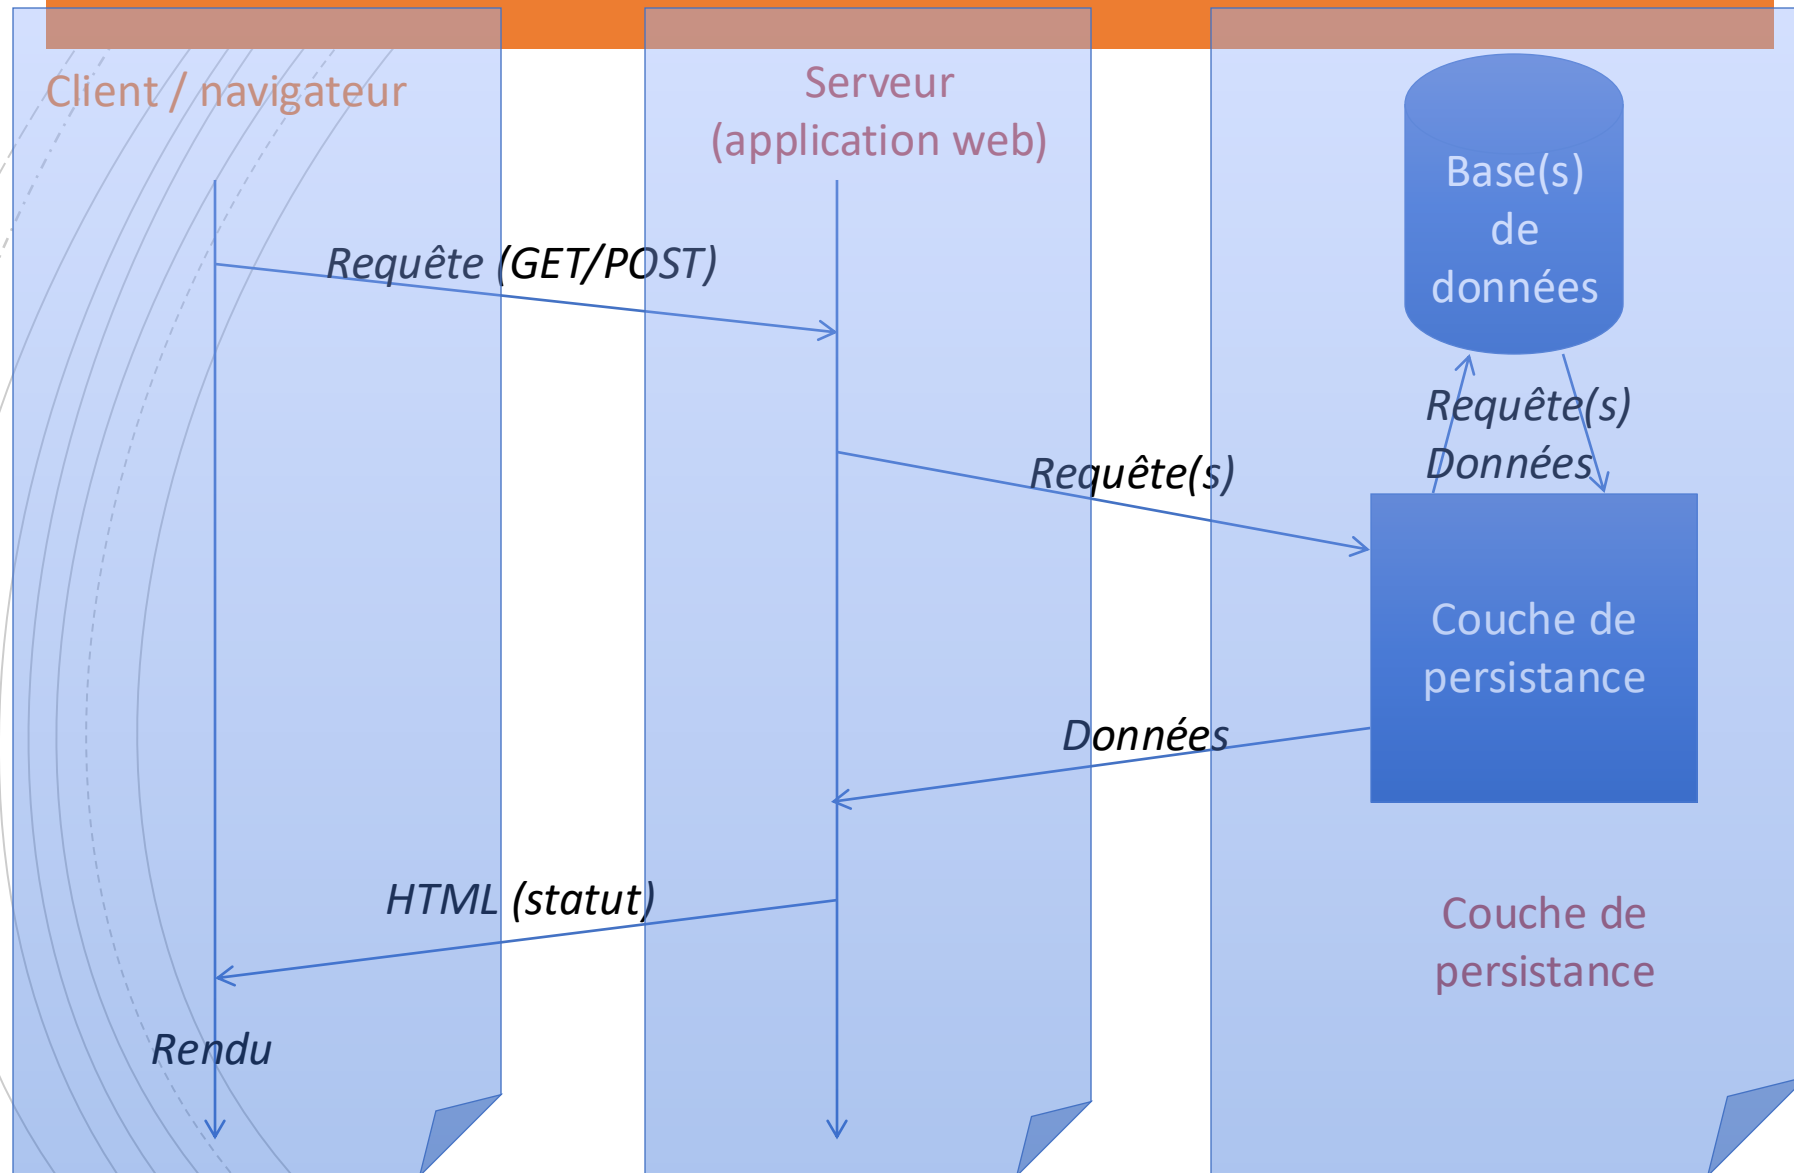 Client / navigateur
Serveur
(application web)
Base(s)
de
données
Requête (GET/POST)
Requête(s)
Données
Requête(s)
Couche de
persistance
Données
HTML (statut)
Couche de
persistance
Rendu